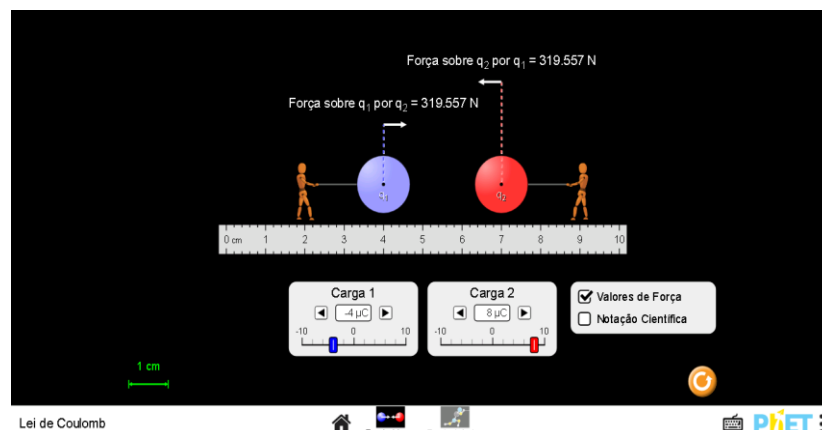 Força sobre q₂ por q₁ = 319.557 N
Força sobre q₁ por q₂ = 319.557 N
q₁
q₂
0 cm 1 2 3 4 5 6 7 8 9 10
Carga 1
-4 µC
-10 0 10
Carga 2
8 µC
-10 0 10
Valores de Força
Notação Científica
1 cm
Lei de Coulomb
PhET